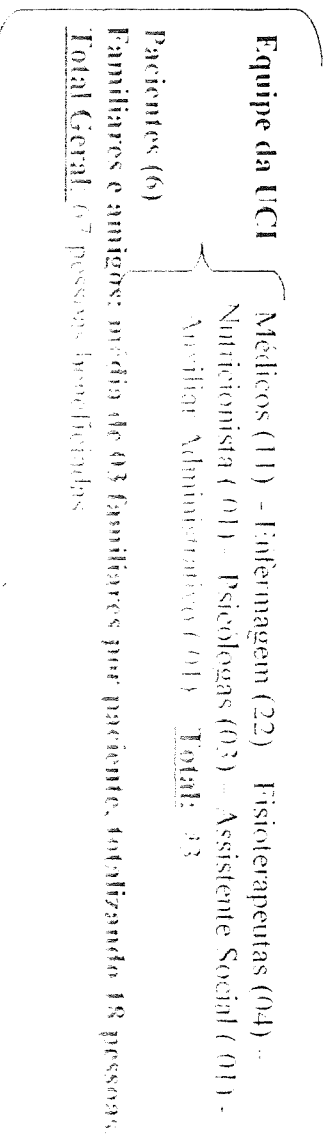 Equipe da UCI
Médicos (11) - Enfermagem (22) Fisioterapeutas (04) -
Nutricionista ( 01) - Psicólogas (03) - Assistente Social ( 01) -
Auxiliar Administrativo ( 01) Total: 43
Pacientes (6)
Familiares e amigos: média de 03 familiares por paciente, totalizando 18 pessoas.
Total Geral: 67 pessoas beneficiadas